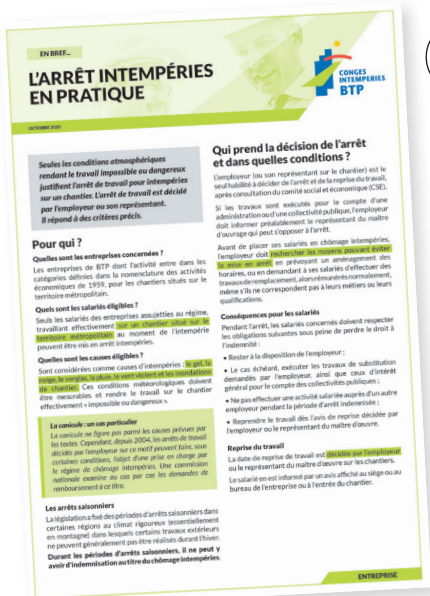 EN BREF...
L'ARRÊT INTEMPÉRIES
EN PRATIQUE
CONGES
INTEMPERIES
BTP
OCTOBRE 2020
Seules les conditions atmosphériques
rendant le travail impossible ou dangereux
justifient l'arrêt de travail pour intempéries
sur un chantier. L'arrêt de travail est décidé
par l'employeur ou son représentant.
Il répond à des critères précis.
Pour qui ?
Quelles sont les entreprises concernées ?
Les entreprises de BTP dont l'activité entre dans les
catégories définies dans la nomenclature des activités
économiques de 1959, pour les chantiers situés sur le
territoire métropolitain.
Quels sont les salariés éligibles ?
Seuls les salariés des entreprises assujetties au régime,
travaillant effectivement sur un chantier situé sur le
territoire métropolitain au moment de l'intempérie
peuvent être mis en arrêt intempéries.
Quelles sont les causes éligibles ?
Sont considérées comme causes d'intempéries : le gel, la
neige, le verglas, la pluie, le vent violent et les inondations
de chantier. Ces conditions météorologiques doivent
être mesurables et rendre le travail sur le chantier
effectivement « impossible ou dangereux ».
La canicule : un cas particulier
La canicule ne figure pas parmi les causes prévues par
les textes. Cependant, depuis 2004, les arrêts de travail
décidés par l'employeur sur ce motif peuvent faire, sous
certaines conditions, l'objet d'une prise en charge par
le régime de chômage intempéries. Une commission
nationale examine au cas par cas les demandes de
remboursement à ce titre.
Les arrêts saisonniers
La législation a fixé des périodes d'arrêts saisonniers dans
certaines régions au climat rigoureux (essentiellement
en montagne) dans lesquels certains travaux extérieurs
ne peuvent généralement pas être réalisés durant l'hiver.
Durant les périodes d'arrêts saisonniers, il ne peut y
avoir d'indemnisation au titre du chômage intempéries.
Qui prend la décision de l'arrêt
et dans quelles conditions ?
L'employeur (ou son représentant sur le chantier) est le
seul habilité à décider de l'arrêt et de la reprise du travail,
après consultation du comité social et économique (CSE).
Si les travaux sont exécutés pour le compte d'une
administration ou d'une collectivité publique, l'employeur
doit informer préalablement le représentant du maître
d'ouvrage qui peut s'opposer à l'arrêt.
Avant de placer ses salariés en chômage intempéries,
l'employeur doit rechercher les moyens pouvant éviter
la mise en arrêt en prévoyant un aménagement des
horaires, ou en demandant à ses salariés d'effectuer des
travaux de remplacement, alors rémunérés normalement,
même s'ils ne correspondent pas à leurs métiers ou leurs
qualifications.
Conséquences pour les salariés
Pendant l'arrêt, les salariés concernés doivent respecter
les obligations suivantes sous peine de perdre le droit à
l'indemnité :
• Rester à la disposition de l'employeur ;
• Le cas échéant, exécuter les travaux de substitution
demandés par l'employeur, ainsi que ceux d'intérêt
général pour le compte des collectivités publiques ;
• Ne pas effectuer une activité salariée auprès d'un autre
employeur pendant la période d'arrêt indemnisée ;
• Reprendre le travail dès l'avis de reprise décidée par
l'employeur ou le représentant du maître d'œuvre.
Reprise du travail
La date de reprise de travail est décidée par l'employeur
ou le représentant du maître d'œuvre sur les chantiers.
Le salarié en est informé par un avis affiché au siège ou au
bureau de l'entreprise ou à l'entrée du chantier.
ENTREPRISE